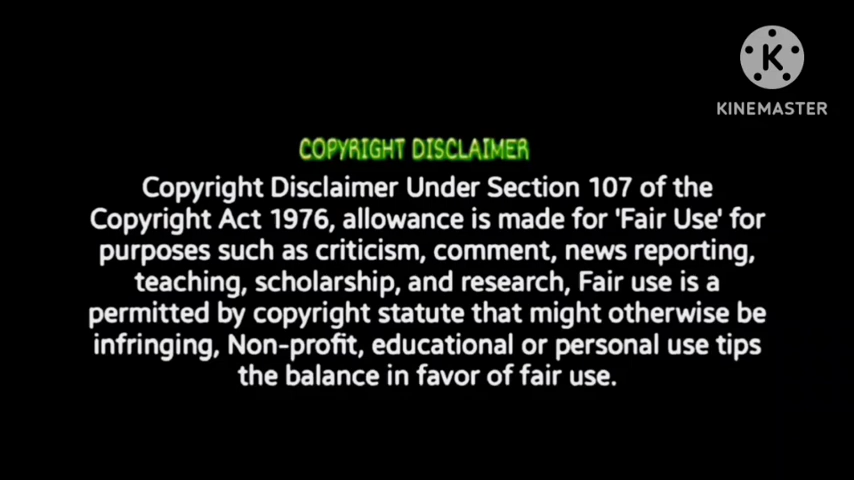 KINEMASTER
COPYRIGHT DISCLAIMER
Copyright Disclaimer Under Section 107 of the
Copyright Act 1976, allowance is made for 'Fair Use' for
purposes such as criticism, comment, news reporting,
teaching, scholarship, and research, Fair use is a
permitted by copyright statute that might otherwise be
infringing, Non-profit, educational or personal use tips
the balance in favor of fair use.